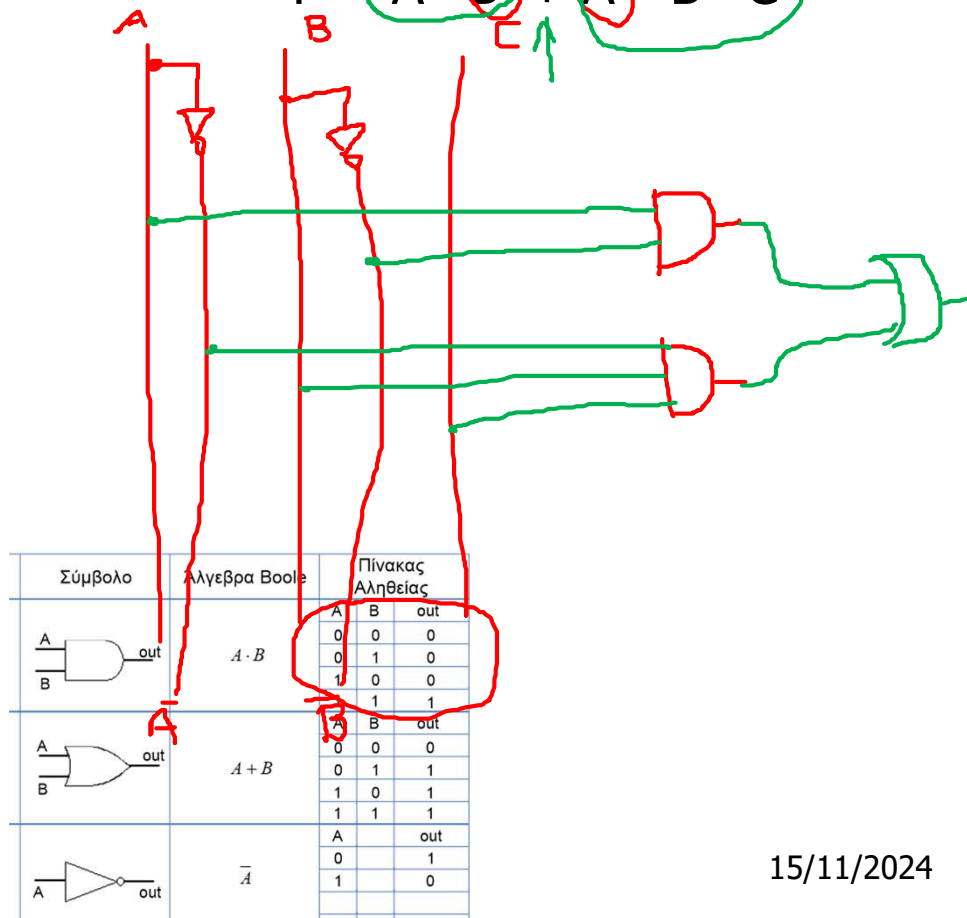 A B C
Σύμβολο Άλγεβρα Boole Πίνακας Αληθείας
A B out
A · B
A B out
0 0 0
0 1 0
1 0 0
1 1
A̅ B̅
A B out
A + B
A B out
0 0 0
0 1 1
1 0 1
1 1 1
A out
A̅
A out
0 1
1 0
15/11/2024